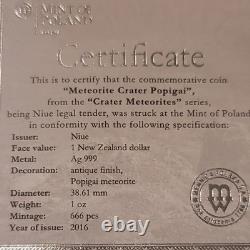 MINT OF POLAND
Certificate
This is to certify that the commemorative coin
"Meteorite Crater Popigai",
from the "Crater Meteorites" series,
being Niue legal tender, was struck at the Mint of Poland
in conformity with the following specification:
Issuer: Niue
Face value: 1 New Zealand dollar
Metal: Ag 999
Decoration: antique finish,
Popigai meteorite
Diameter: 38.61 mm
Weight: 1 oz
Mintage: 666 pcs
Year of issue: 2016